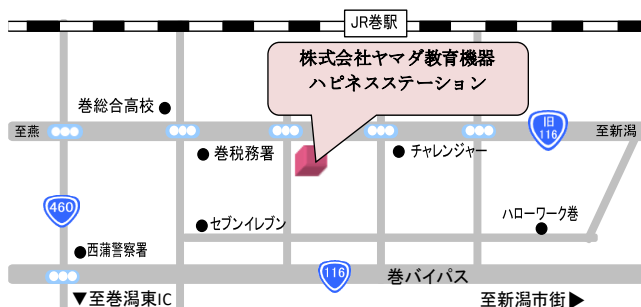 JR巻駅
株式会社ヤマダ教育機器
ハピネスステーション
巻総合高校
至燕
旧
116
至新潟
巻税務署
チャレンジャー
460
セブンイレブン
ハローワーク巻
西蒲警察署
116
巻バイパス
▼至巻潟東IC
至新潟市街▶